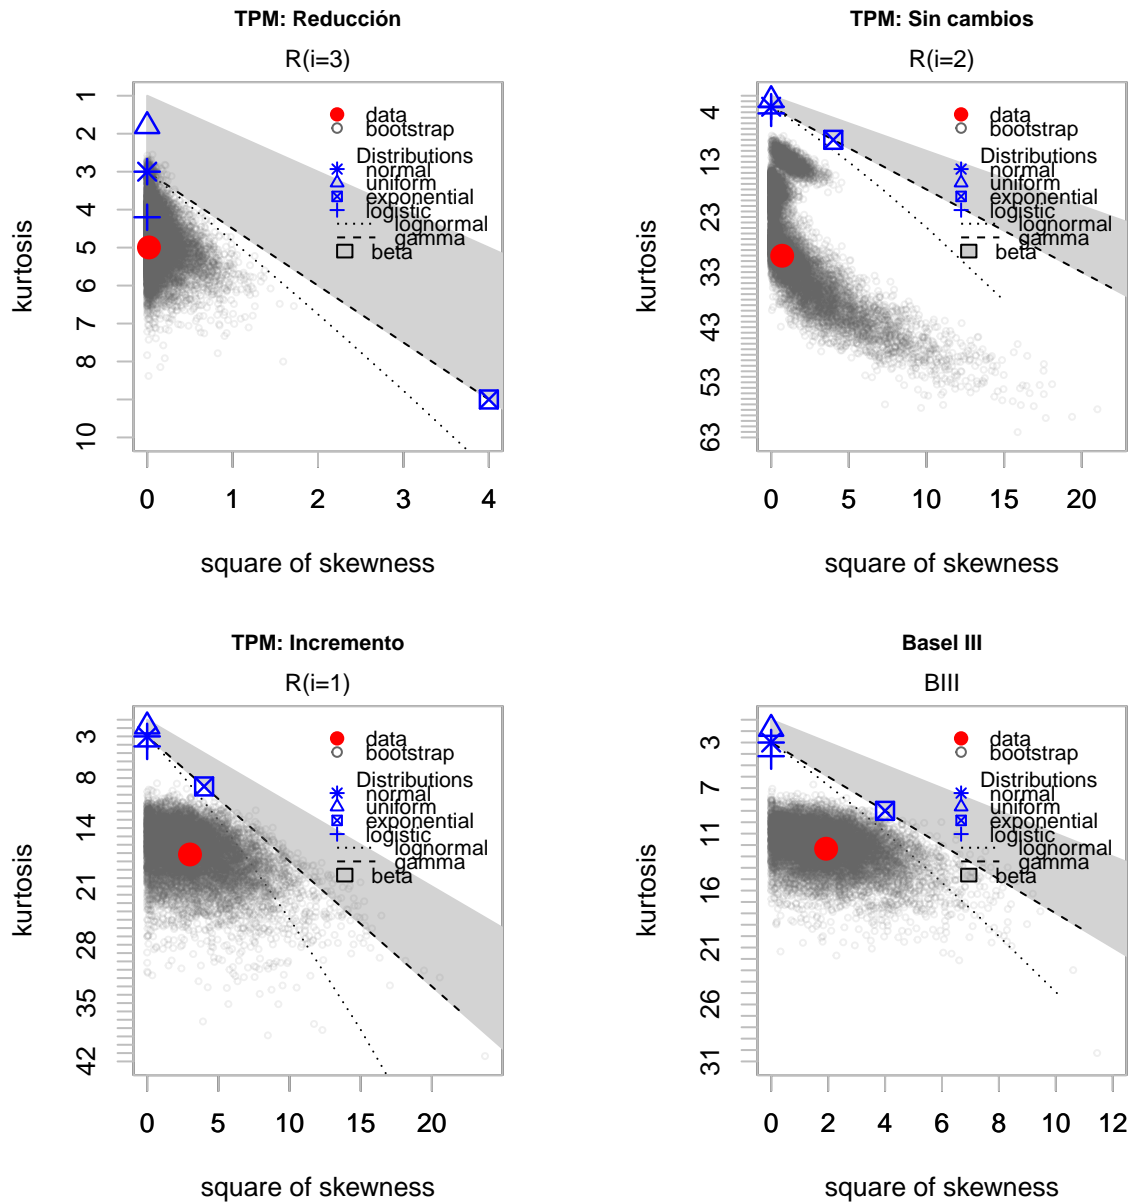 TPM: Reducción
R(i=3)
1
2
3
4
5
6
7
8
10
kurtosis
0 1 2 3 4
square of skewness
data
bootstrap
Distributions
normal
uniform
exponential
logistic
lognormal
gamma
beta
TPM: Sin cambios
R(i=2)
4
13
23
33
43
53
63
kurtosis
0 5 10 15 20
square of skewness
data
bootstrap
Distributions
normal
uniform
exponential
logistic
lognormal
gamma
beta
TPM: Incremento
R(i=1)
3
8
14
21
28
35
42
kurtosis
0 5 10 15 20
square of skewness
data
bootstrap
Distributions
normal
uniform
exponential
logistic
lognormal
gamma
beta
Basel III
BIII
3
7
11
16
21
26
31
kurtosis
0 2 4 6 8 10 12
square of skewness
data
bootstrap
Distributions
normal
uniform
exponential
logistic
lognormal
gamma
beta